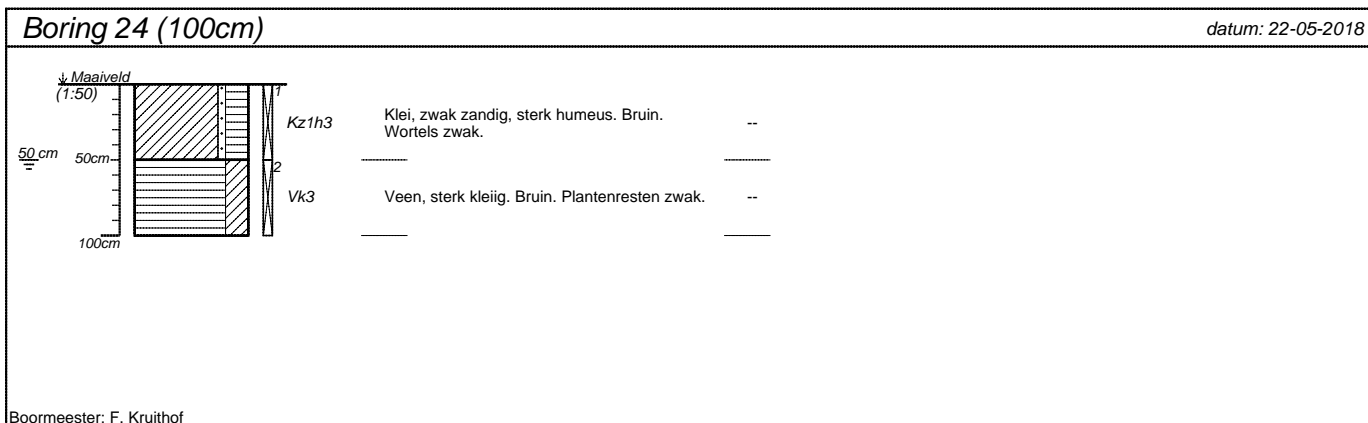 Boring 24 (100cm)
datum: 22-05-2018
Maaiveld
(1:50)
1
Kz1h3
Klei, zwak zandig, sterk humeus. Bruin.
Wortels zwak.
--
50 cm
50cm
2
Vk3
Veen, sterk kleiig. Bruin. Plantenresten zwak.
--
100cm
Boormeester: F. Kruithof